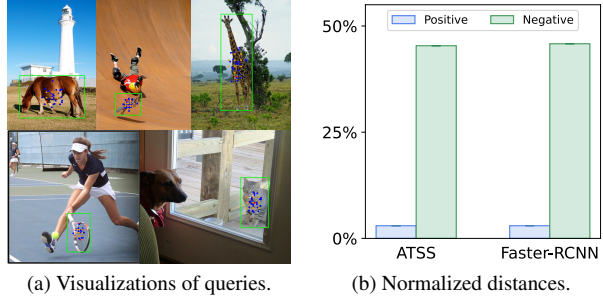 50%
25%
0%
Positive
Negative
ATSS
Faster-RCNN
(a) Visualizations of queries.
(b) Normalized distances.